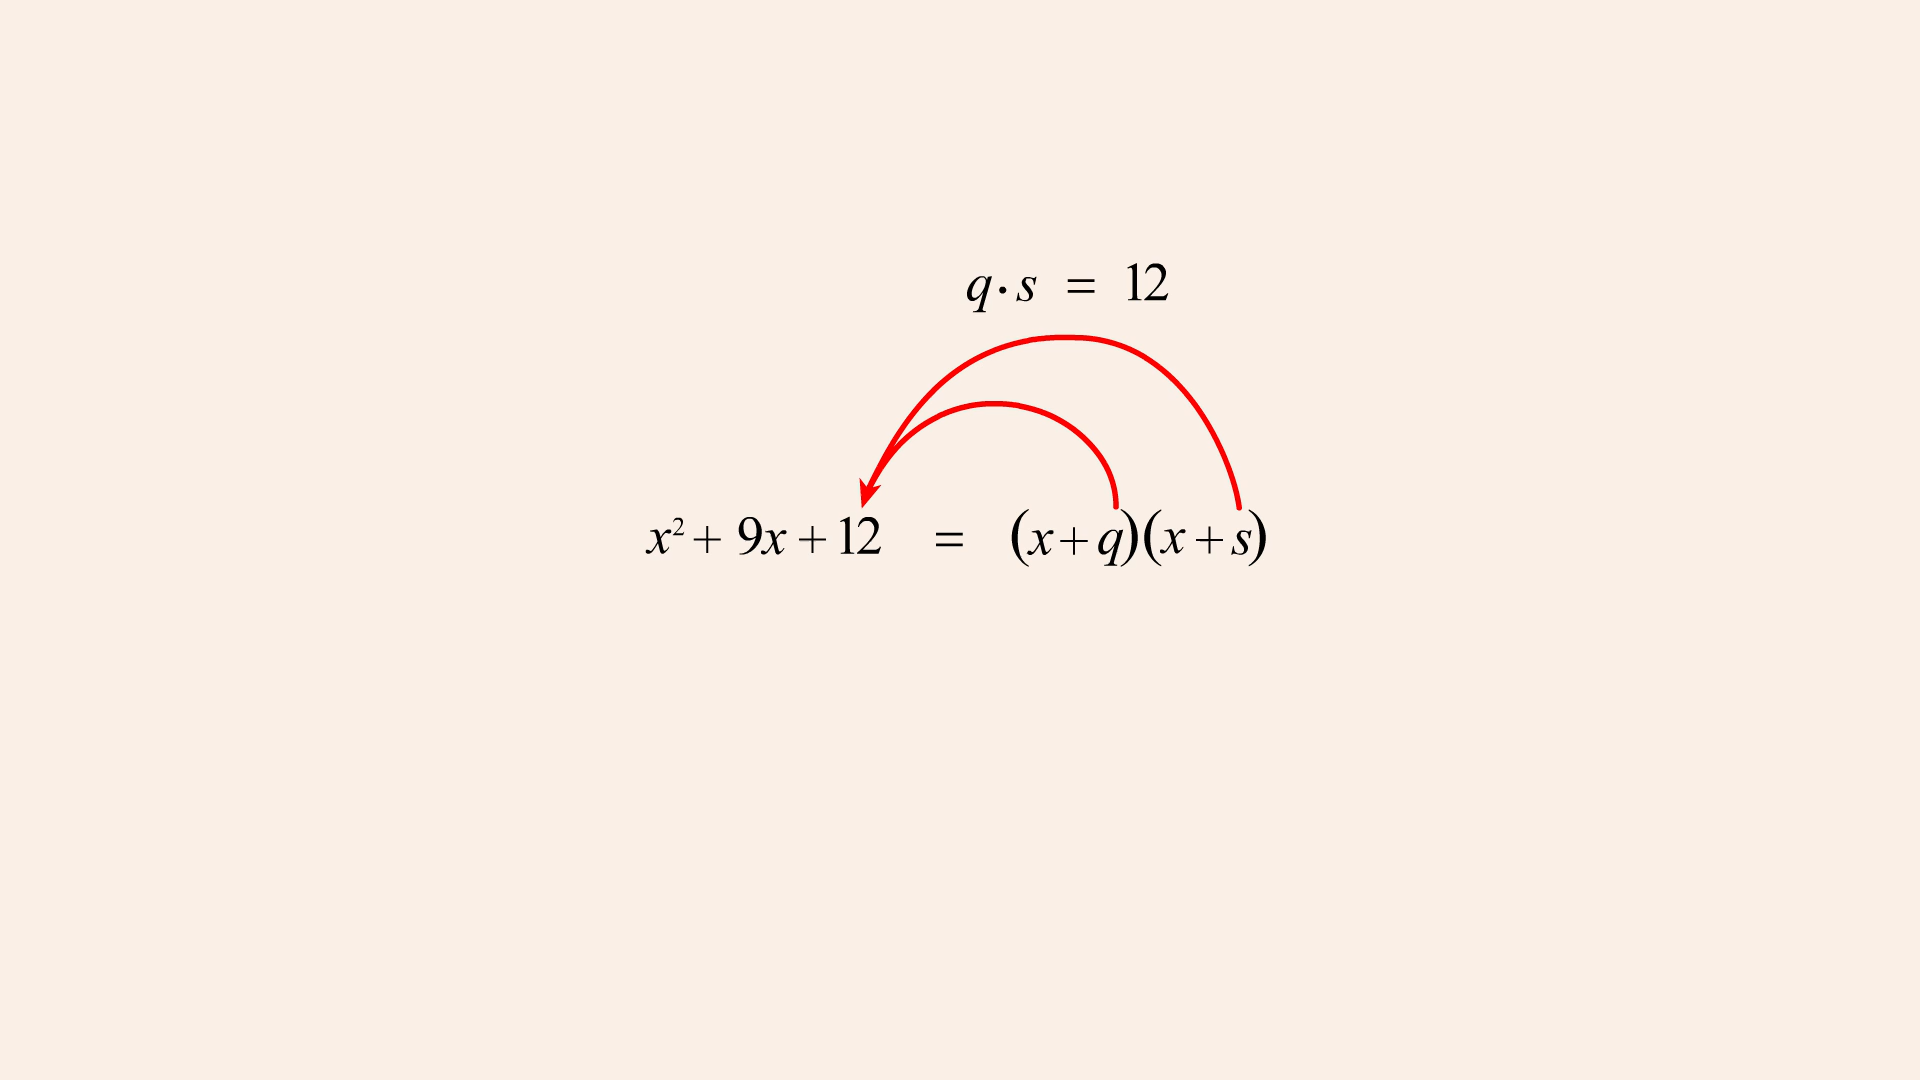 q·s = 12
x² + 9x + 12 = (x + q)(x + s)